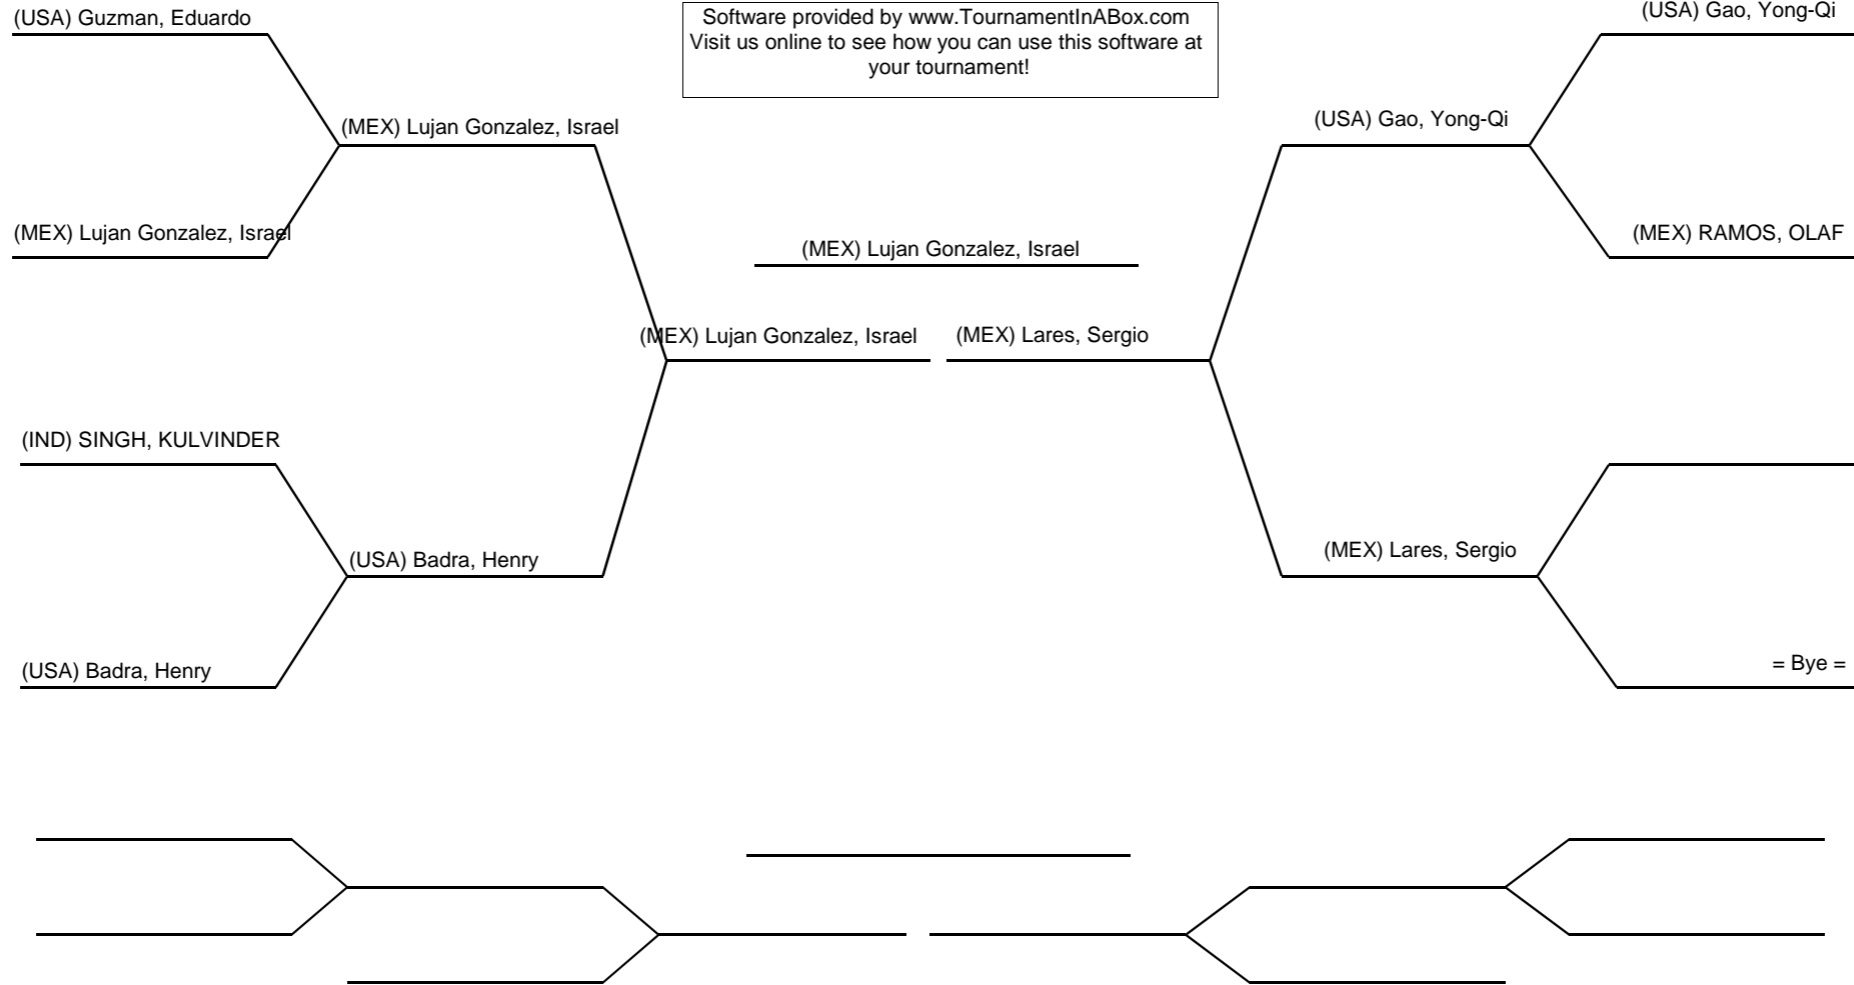 (USA) Guzman, Eduardo
Software provided by www.TournamentInABox.com
Visit us online to see how you can use this software at
your tournament!
(USA) Gao, Yong-Qi
(MEX) Lujan Gonzalez, Israel
(USA) Gao, Yong-Qi
(MEX) Lujan Gonzalez, Israel
(MEX) Lujan Gonzalez, Israel
(MEX) RAMOS, OLAF
(MEX) Lujan Gonzalez, Israel
(MEX) Lares, Sergio
(IND) SINGH, KULVINDER
(USA) Badra, Henry
(MEX) Lares, Sergio
(USA) Badra, Henry
= Bye =